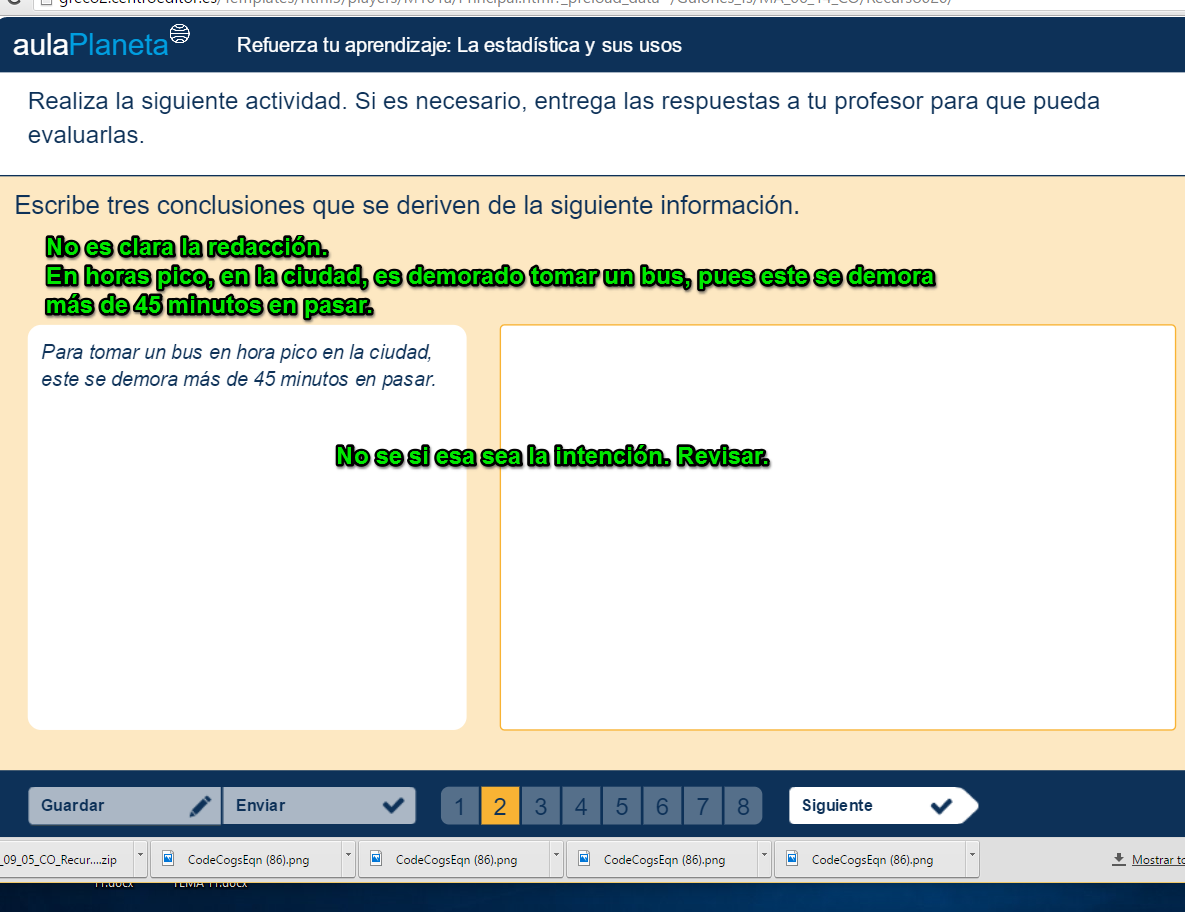 aulaPlaneta
Refuerza tu aprendizaje: La estadística y sus usos
Realiza la siguiente actividad. Si es necesario, entrega las respuestas a tu profesor para que pueda
evaluarlas.
Escribe tres conclusiones que se deriven de la siguiente información.
No es clara la redacción.
En horas pico, en la ciudad, es demorado tomar un bus, pues este se demora
más de 45 minutos en pasar.
Para tomar un bus en hora pico en la ciudad,
este se demora más de 45 minutos en pasar.
No se si esa sea la intención. Revisar.
Guardar Enviar 1 2 3 4 5 6 7 8 Siguiente
_09_05_CO_Recur....zip CodeCogsEqn (86).png CodeCogsEqn (86).png CodeCogsEqn (86).png CodeCogsEqn (86).png Mostrar to